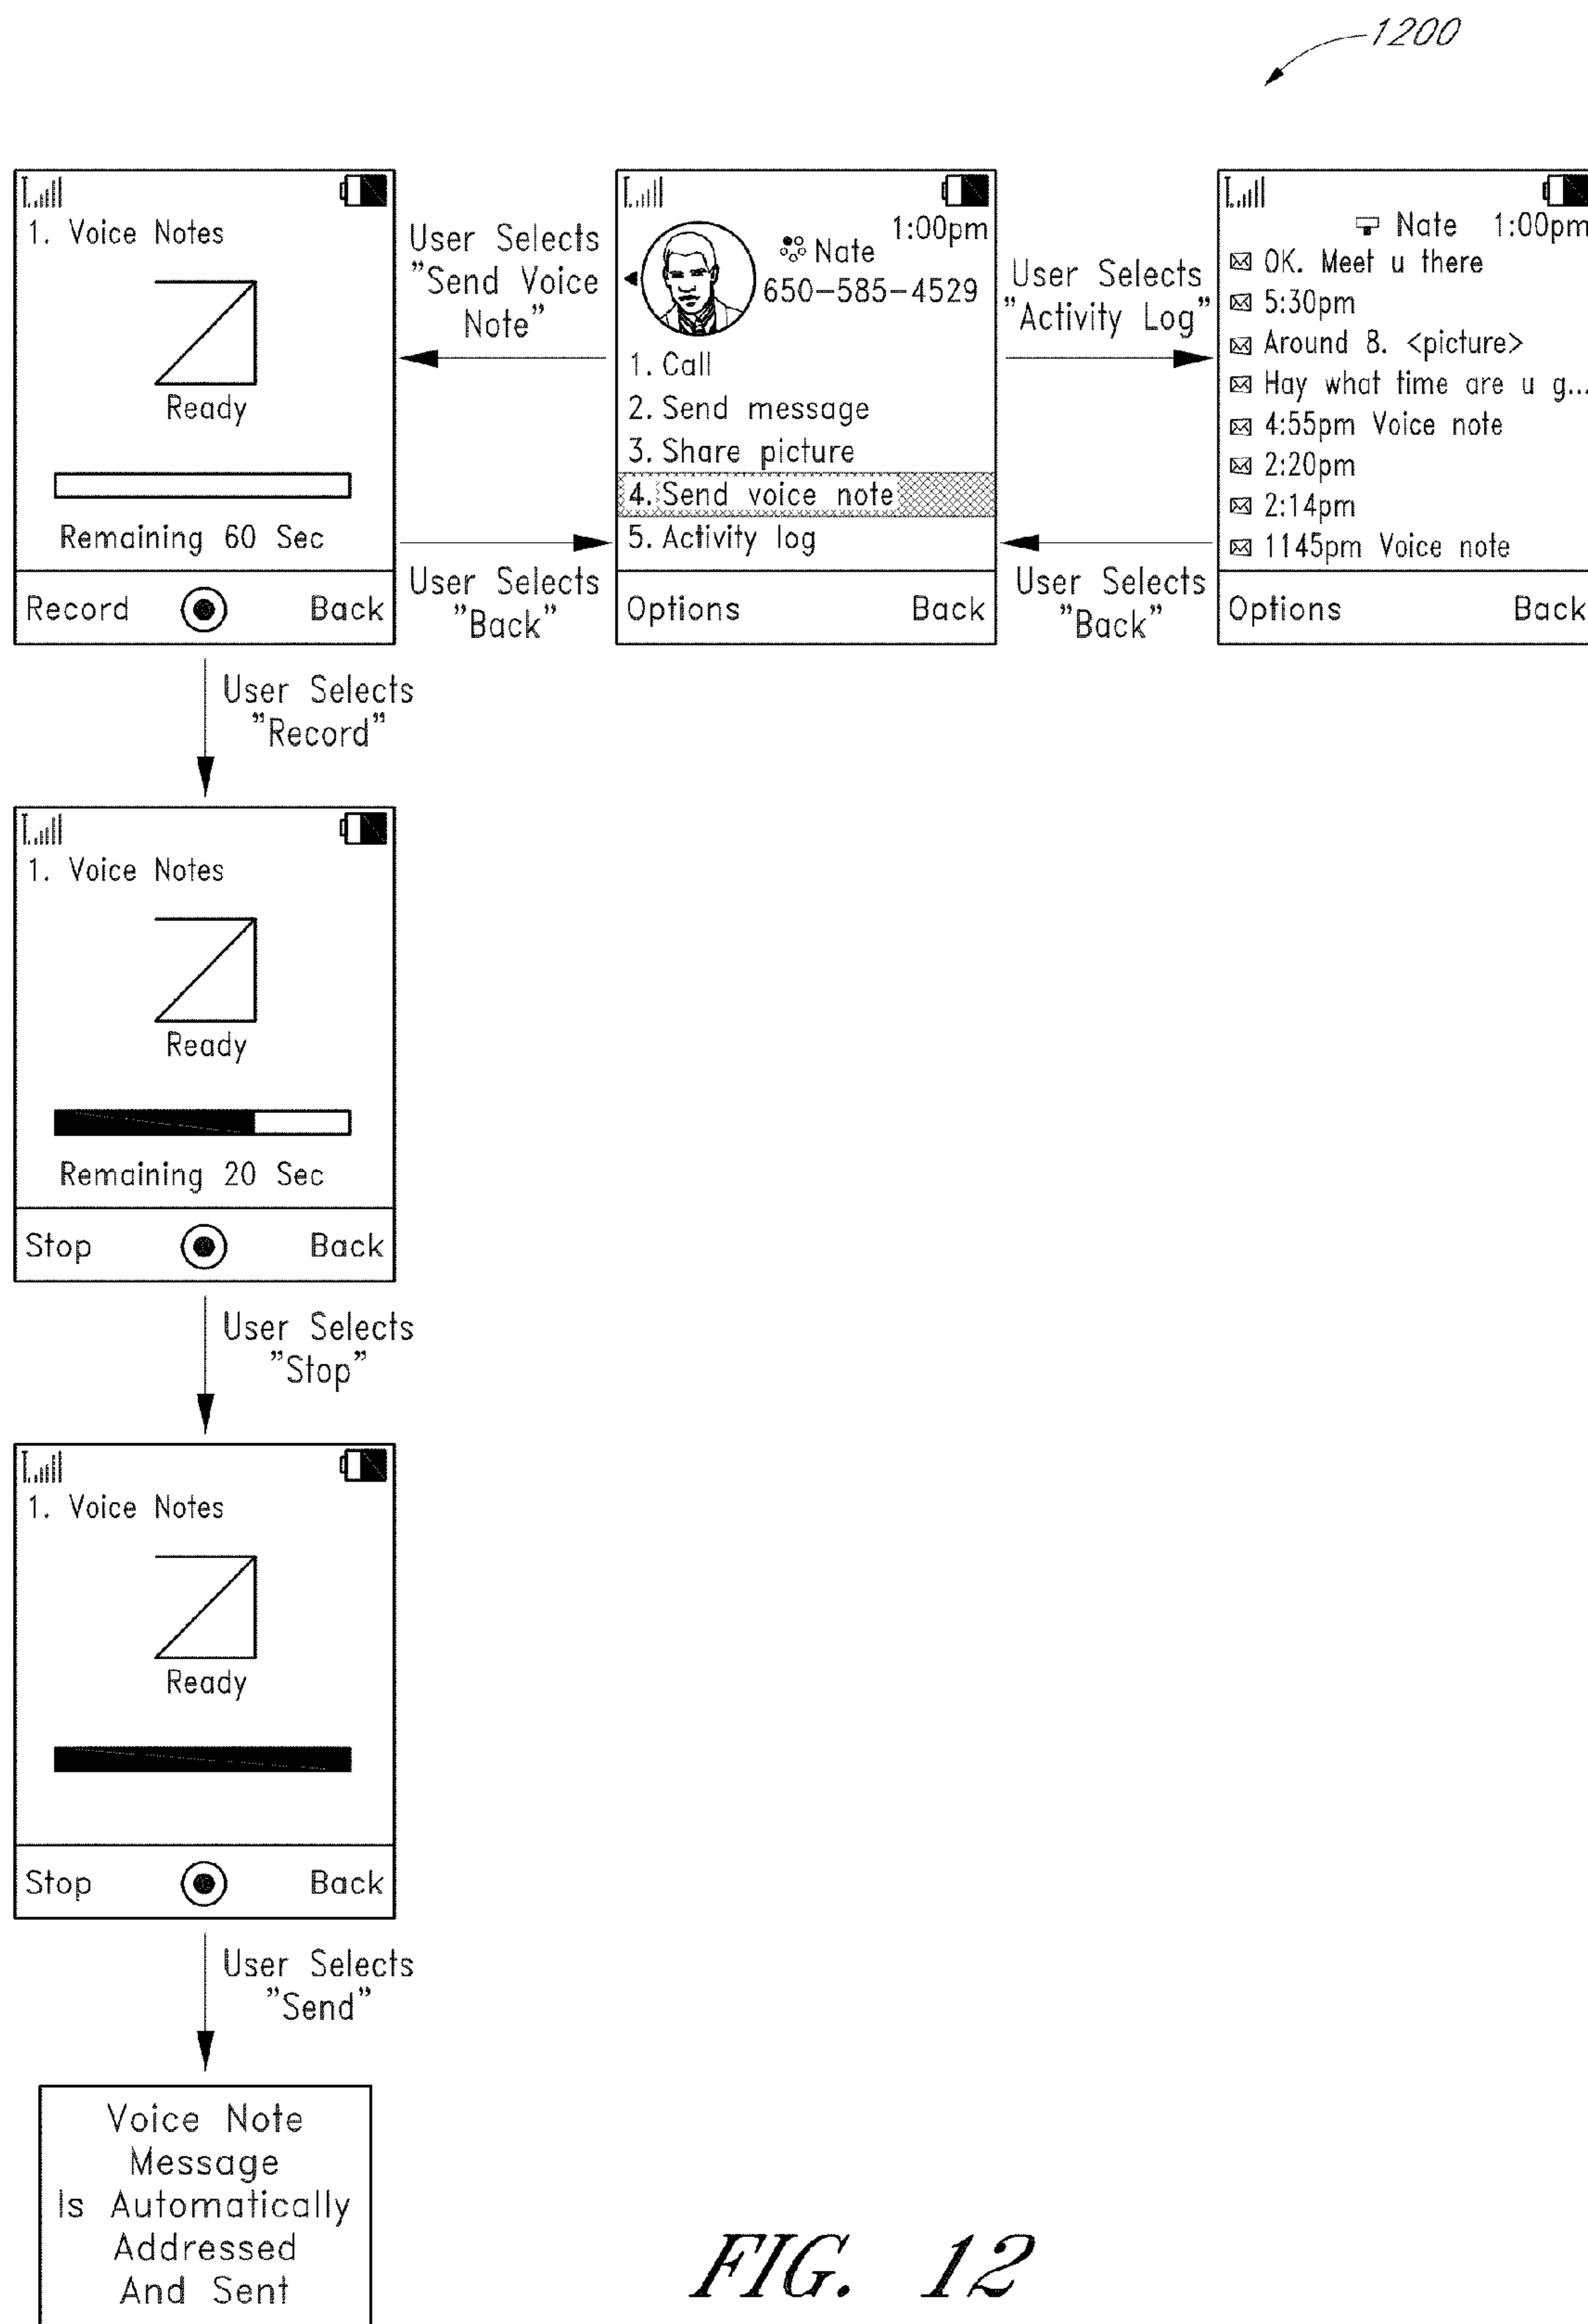 1200
1. Voice Notes
Ready
Remaining 60 Sec
Record Back
User Selects
"Send Voice
Note"
User Selects
"Back"
1:00pm
Nate
650-585-4529
1. Call
2. Send message
3. Share picture
4. Send voice note
5. Activity log
Options Back
User Selects
"Activity Log"
User Selects
"Back"
Nate 1:00pm
OK. Meet u there
5:30pm
Around 8. <picture>
Hay what time are u g...
4:55pm Voice note
2:20pm
2:14pm
1145pm Voice note
Options Back
User Selects
"Record"
1. Voice Notes
Ready
Remaining 20 Sec
Stop Back
User Selects
"Stop"
1. Voice Notes
Ready
Stop Back
User Selects
"Send"
Voice Note
Message
Is Automatically
Addressed
And Sent
FIG. 12